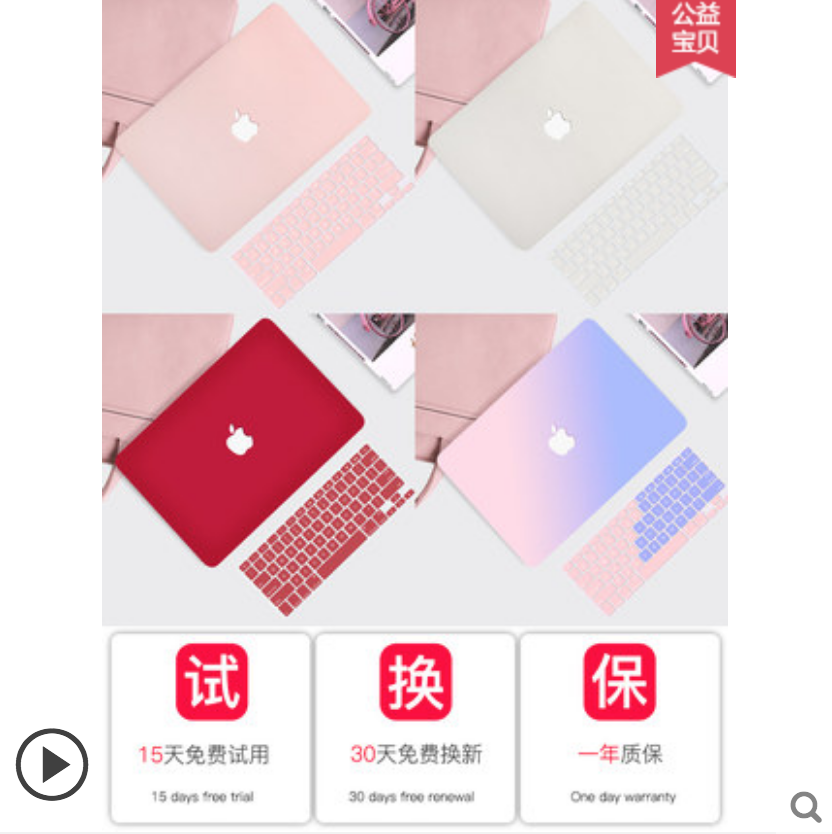 公益
宝贝
试
换
保
15天免费试用
30天免费换新
一年质保
15 days free trial
30 days free renewal
One day warranty